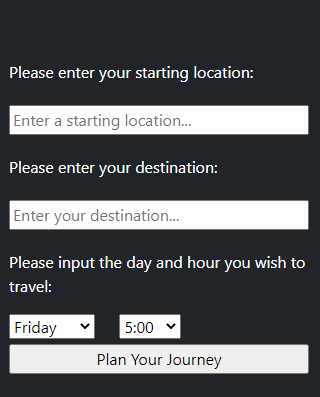 Please enter your starting location:
Enter a starting location...
Please enter your destination:
Enter your destination...
Please input the day and hour you wish to
travel:
Friday 5:00
Plan Your Journey